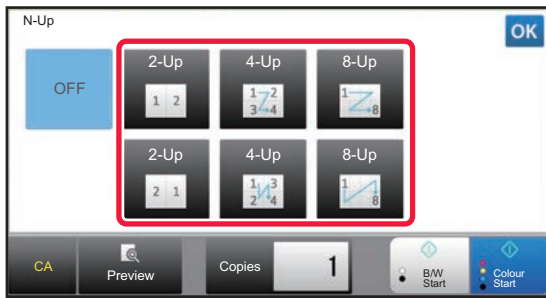 N-Up
OK
OFF
2-Up
4-Up
8-Up
1 2
1 2
3 4
1
8
2-Up
4-Up
8-Up
2 1
1 3
2 4
1
8
CA
Preview
Copies
1
B/W
Start
Colour
Start